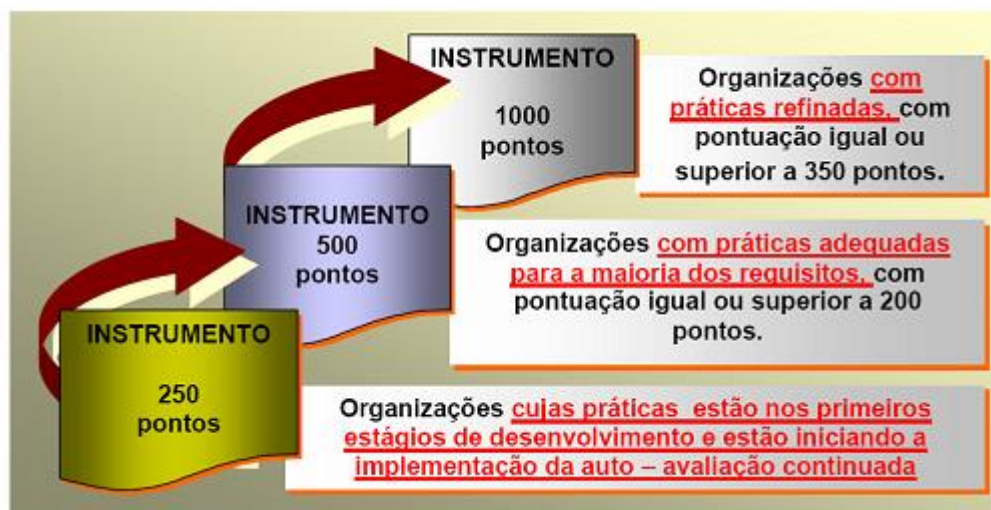 INSTRUMENTO
1000
pontos
Organizações com
práticas refinadas, com
pontuação igual ou
superior a 350 pontos.
INSTRUMENTO
500
pontos
Organizações com práticas adequadas
para a maioria dos requisitos, com
pontuação igual ou superior a 200
pontos.
INSTRUMENTO
250
pontos
Organizações cujas práticas estão nos primeiros
estágios de desenvolvimento e estão iniciando a
implementação da auto – avaliação continuada